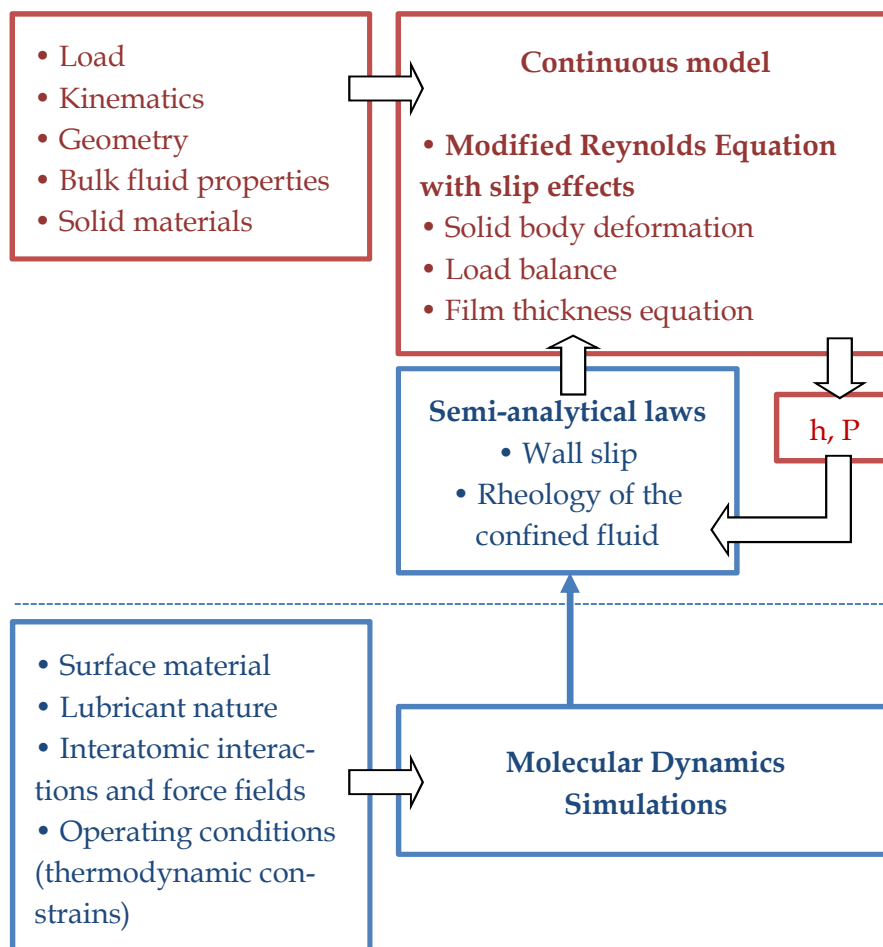 • Load
• Kinematics
• Geometry
• Bulk fluid properties
• Solid materials
Continuous model
• Modified Reynolds Equation
with slip effects
• Solid body deformation
• Load balance
• Film thickness equation
h, P
Semi-analytical laws
• Wall slip
• Rheology of the
confined fluid
• Surface material
• Lubricant nature
• Interatomic interac-
tions and force fields
• Operating conditions
(thermodynamic con-
strains)
Molecular Dynamics
Simulations